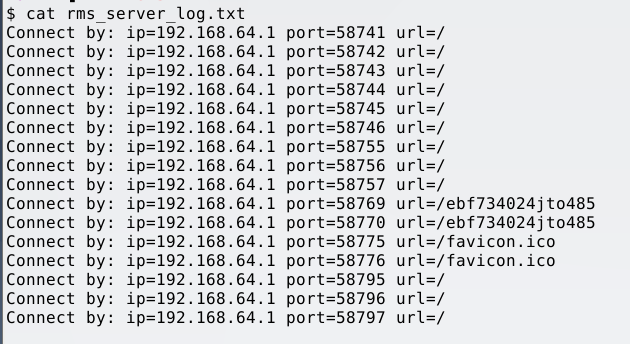 $ cat rms_server_log.txt
Connect by: ip=192.168.64.1 port=58741 url=/
Connect by: ip=192.168.64.1 port=58742 url=/
Connect by: ip=192.168.64.1 port=58743 url=/
Connect by: ip=192.168.64.1 port=58744 url=/
Connect by: ip=192.168.64.1 port=58745 url=/
Connect by: ip=192.168.64.1 port=58746 url=/
Connect by: ip=192.168.64.1 port=58755 url=/
Connect by: ip=192.168.64.1 port=58756 url=/
Connect by: ip=192.168.64.1 port=58757 url=/
Connect by: ip=192.168.64.1 port=58769 url=/ebf734024jto485
Connect by: ip=192.168.64.1 port=58770 url=/ebf734024jto485
Connect by: ip=192.168.64.1 port=58775 url=/favicon.ico
Connect by: ip=192.168.64.1 port=58776 url=/favicon.ico
Connect by: ip=192.168.64.1 port=58795 url=/
Connect by: ip=192.168.64.1 port=58796 url=/
Connect by: ip=192.168.64.1 port=58797 url=/